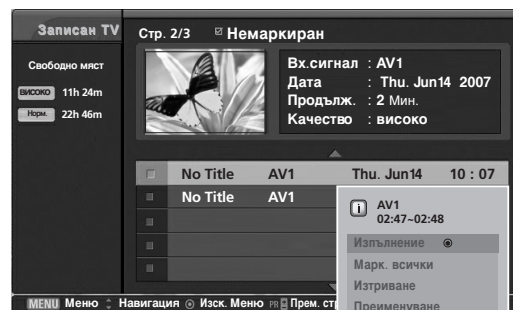 Записан TV
Стр. 2/3 Немаркиран
Свободно мяст
ВИСОКО 11h 24m
Норм. 22h 46m
Вх.сигнал : AV1
Дата : Thu. Jun14 2007
Продълж. : 2 Мин.
Качество : високо
No Title AV1 Thu. Jun14 10 : 07
No Title AV1
AV1
02:47~02:48
Изпълнение
Марк. всички
Изтриване
Преименуване
MENU Меню Навигация Изск. Меню PR Прем. стр